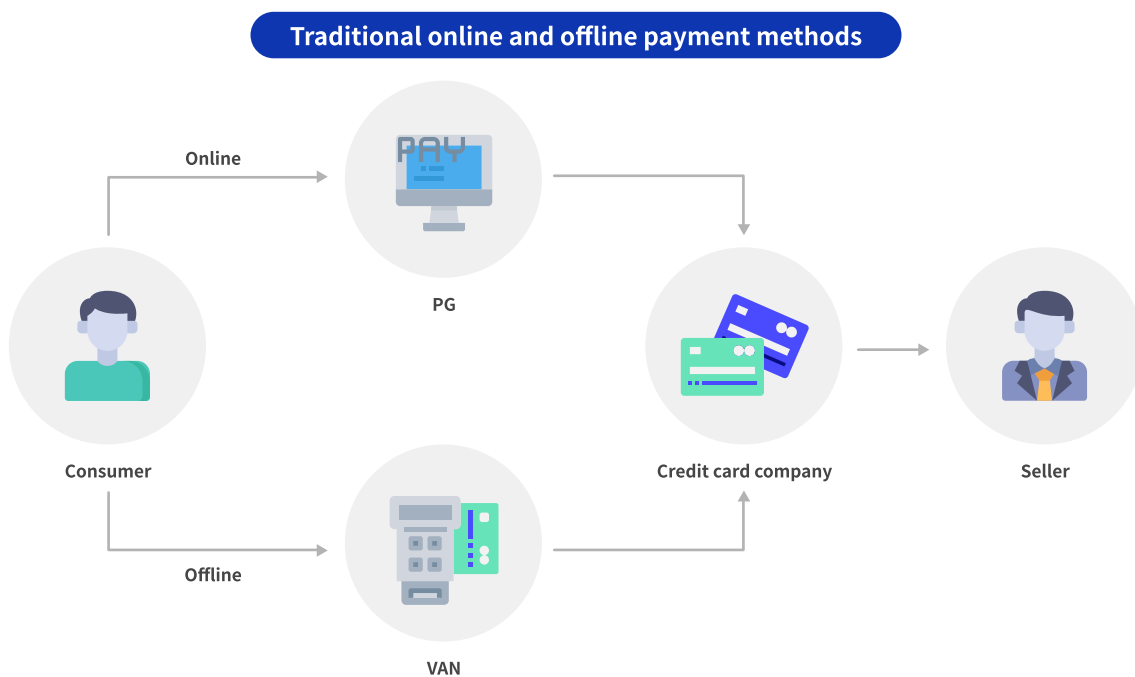 Traditional online and offline payment methods
Online
PAY
PG
Consumer
Credit card company
Seller
Offline
VAN